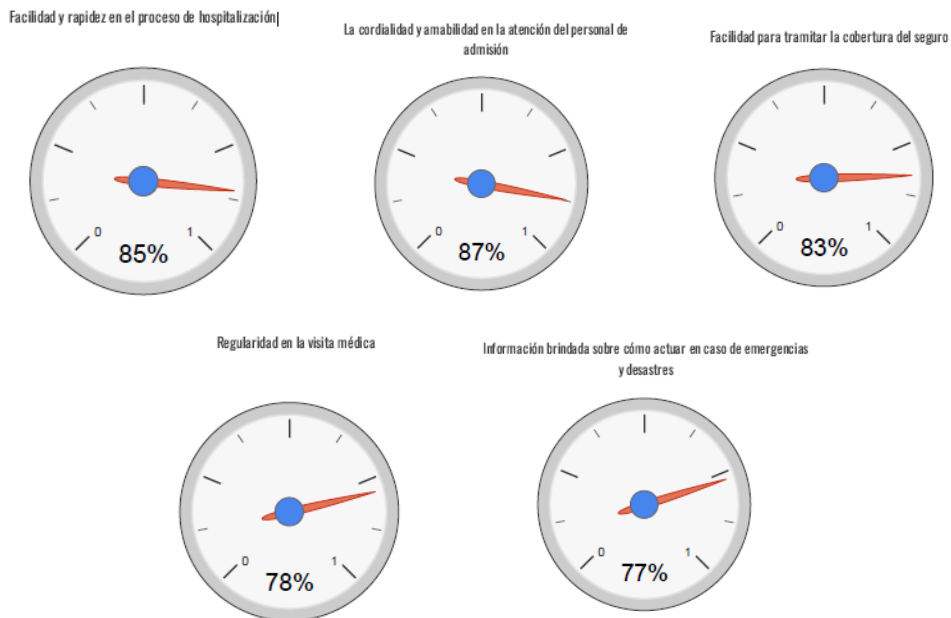 Facilidad y rapidez en el proceso de hospitalización
La cordialidad y amabilidad en la atención del personal de
admisión
Facilidad para tramitar la cobertura del seguro
0 1
85%
0 1
87%
0 1
83%
Regularidad en la visita médica
Información brindada sobre cómo actuar en caso de emergencias
y desastres
0 1
78%
0 1
77%